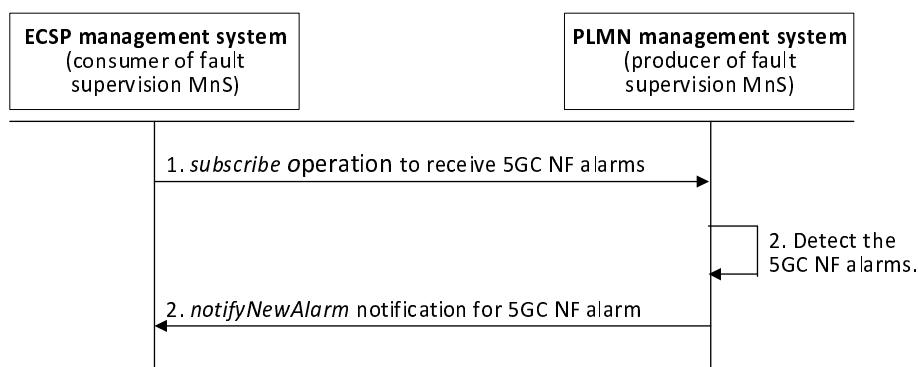 ECSP management system
(consumer of fault
supervision MnS)
PLMN management system
(producer of fault
supervision MnS)
1. subscribe operation to receive 5GC NF alarms
2. Detect the
5GC NF alarms.
2. notifyNewAlarm notification for 5GC NF alarm